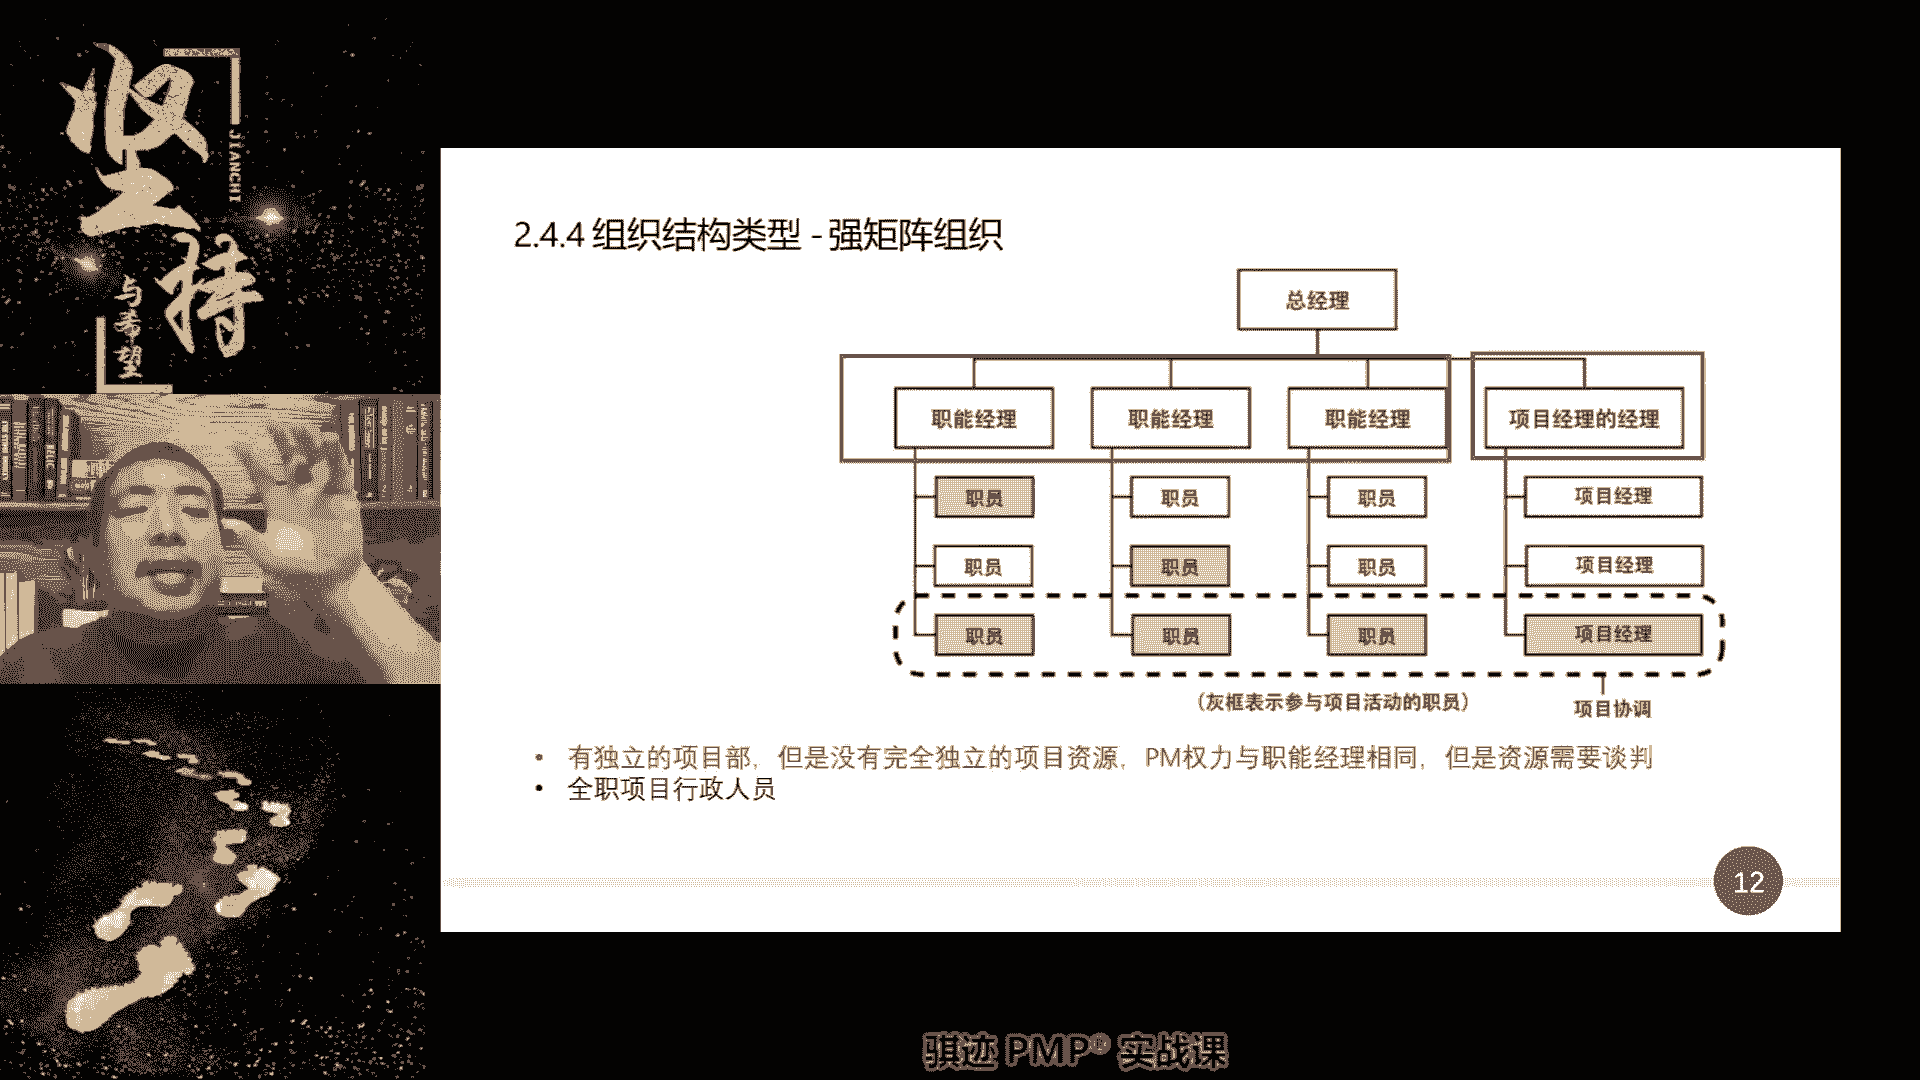 坚
JIANCHI
持
与希望
2.4.4 组织结构类型 - 强矩阵组织
总经理
职能经理 职能经理 职能经理 项目经理的经理
职员 职员 职员 项目经理
职员 职员 职员 项目经理
职员 职员 职员 项目经理
(灰框表示参与项目活动的职员)
项目协调
• 有独立的项目部，但是没有完全独立的项目资源，PM权力与职能经理相同，但是资源需要谈判
• 全职项目行政人员
12
骐迹 PMP® 实战课